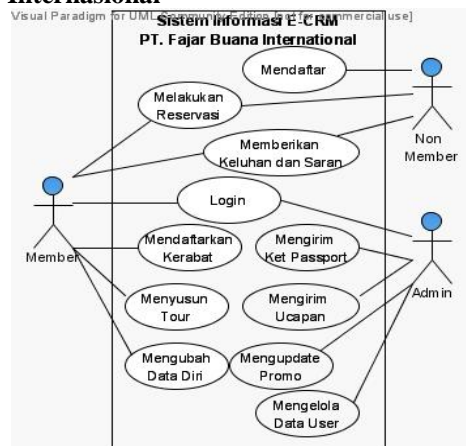 Internasional
Visual Paradigm for UML Community Edition [not for commercial use]
Sistem Informasi E-CRM
PT. Fajar Buana International
Mendaftar
Melakukan
Reservasi
Memberikan
Keluhan dan Saran
Non
Member
Login
Member
Mendaftarkan
Kerabat
Mengirim
Ket Passport
Admin
Menyusun
Tour
Mengirim
Ucapan
Mengubah
Data Diri
Mengupdate
Promo
Mengelola
Data User